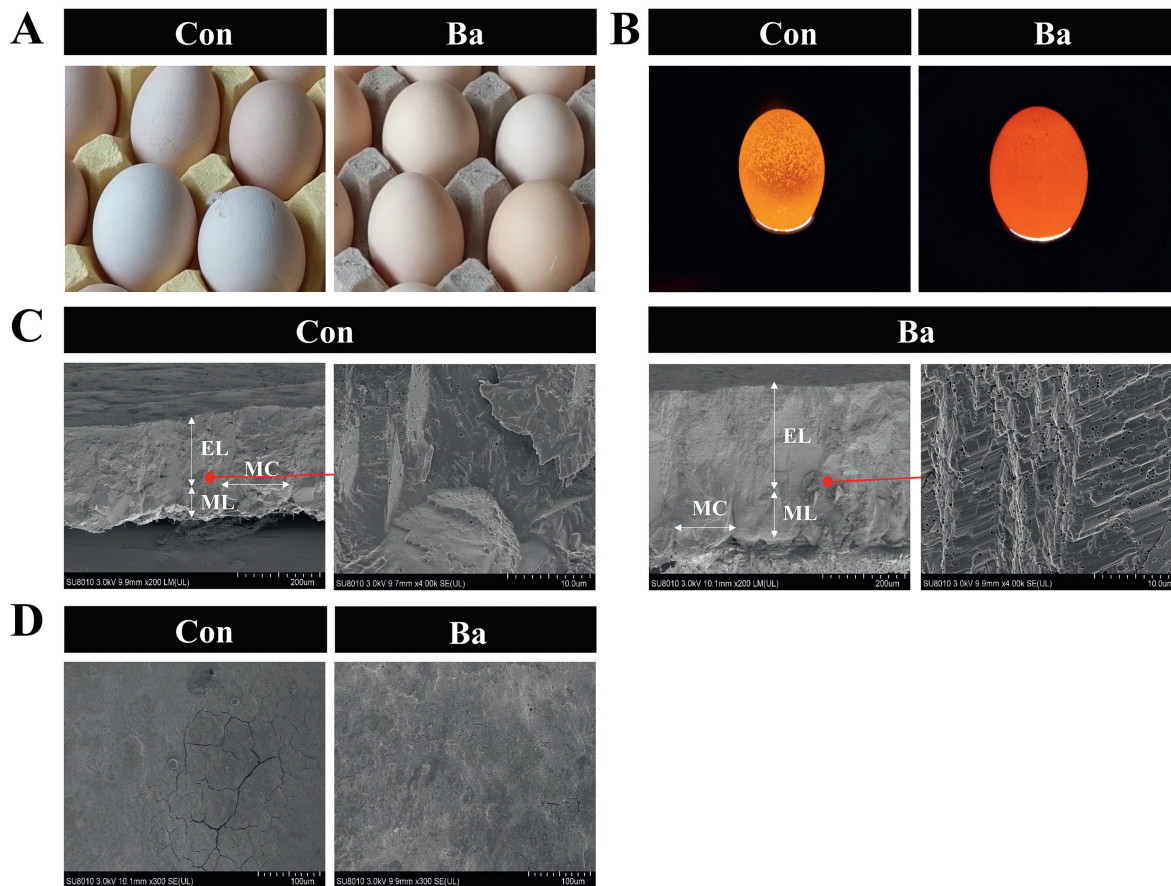 A
Con
Ba
B
Con
Ba
C
Con
Ba
EL
MC
ML
SU8010 3.0kV 9.9mm x200 LM(UL)
200um
SU8010 3.0kV 9.7mm x4.00k SE(UL)
10.0um
EL
MC
ML
SU8010 3.0kV 10.1mm x200 LM(UL)
200um
SU8010 3.0kV 9.9mm x4.00k SE(UL)
10.0um
D
Con
Ba
SU8010 3.0kV 10.1mm x300 SE(UL)
100um
SU8010 3.0kV 9.9mm x300 SE(UL)
100um